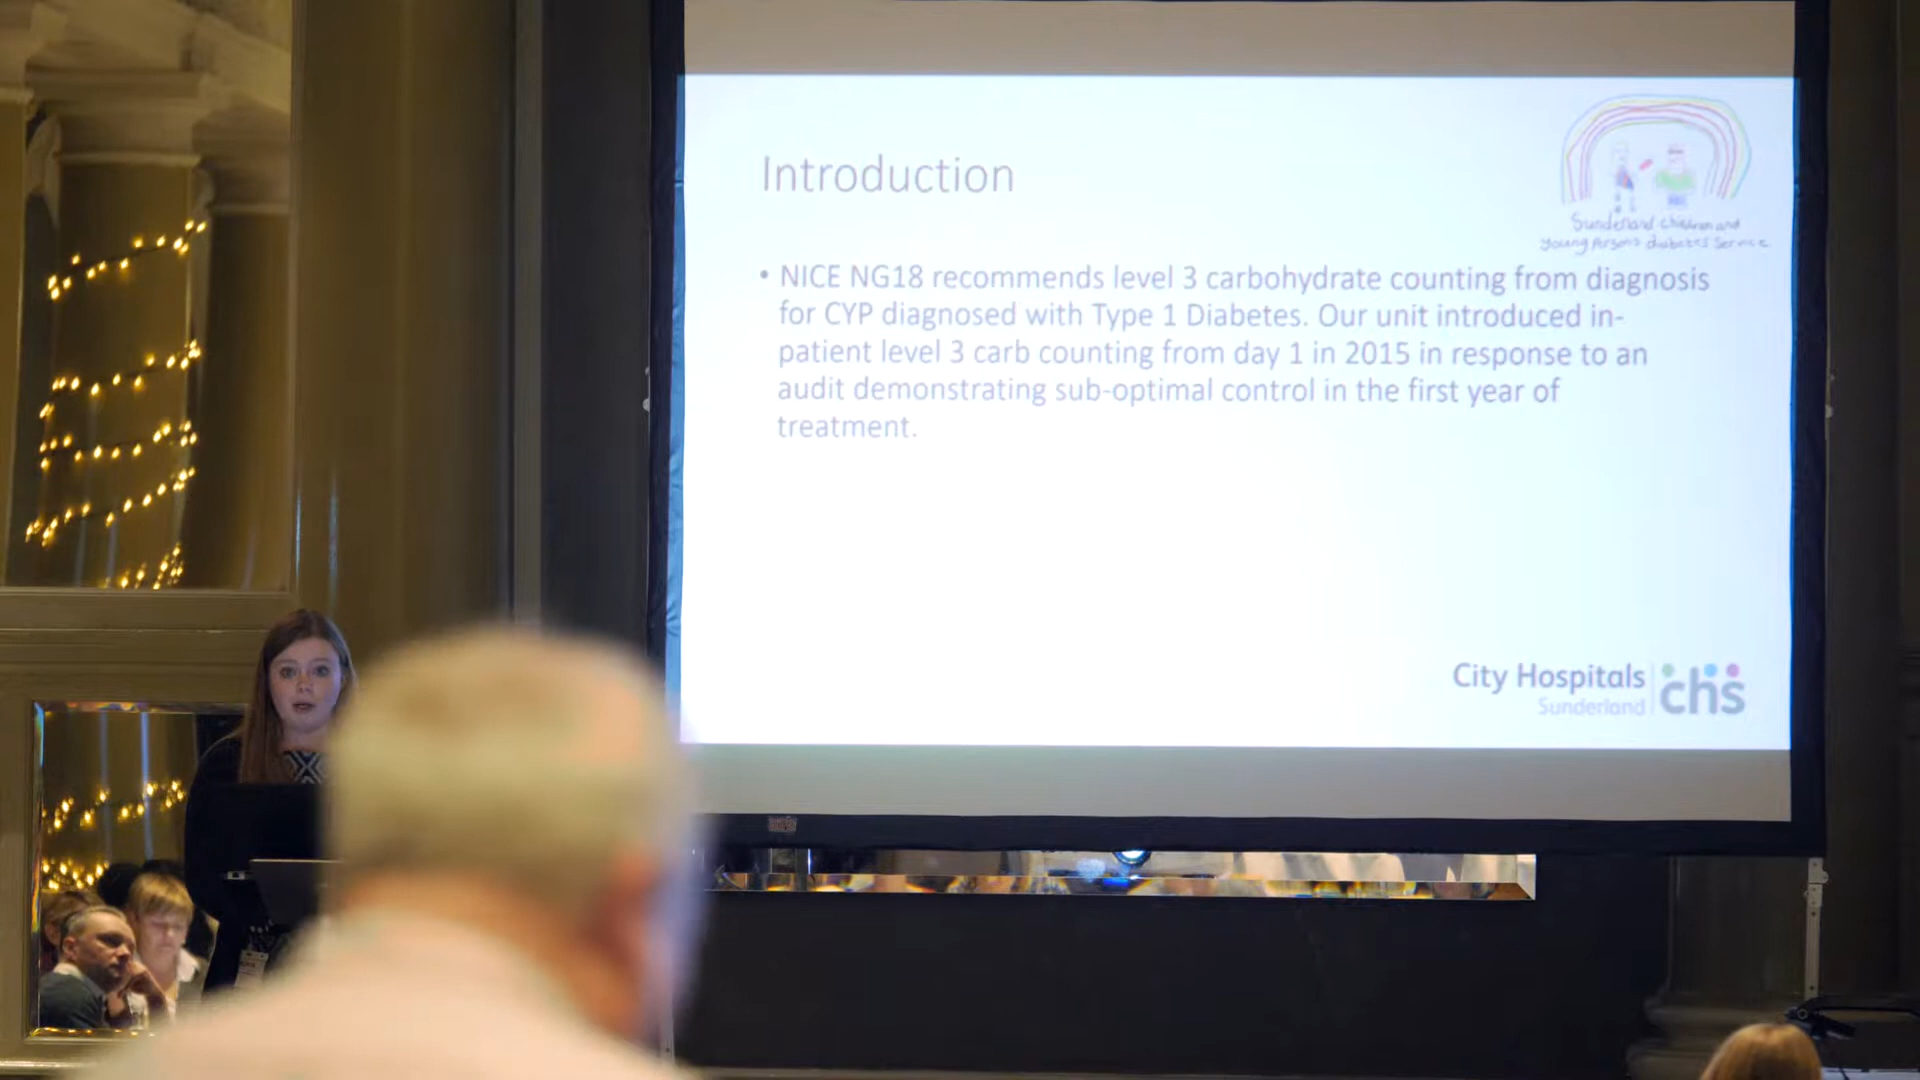 Introduction
Sunderland children and
young Persons diabetes Service
• NICE NG18 recommends level 3 carbohydrate counting from diagnosis
for CYP diagnosed with Type 1 Diabetes. Our unit introduced in-
patient level 3 carb counting from day 1 in 2015 in response to an
audit demonstrating sub-optimal control in the first year of
treatment.
City Hospitals
Sunderland
chs